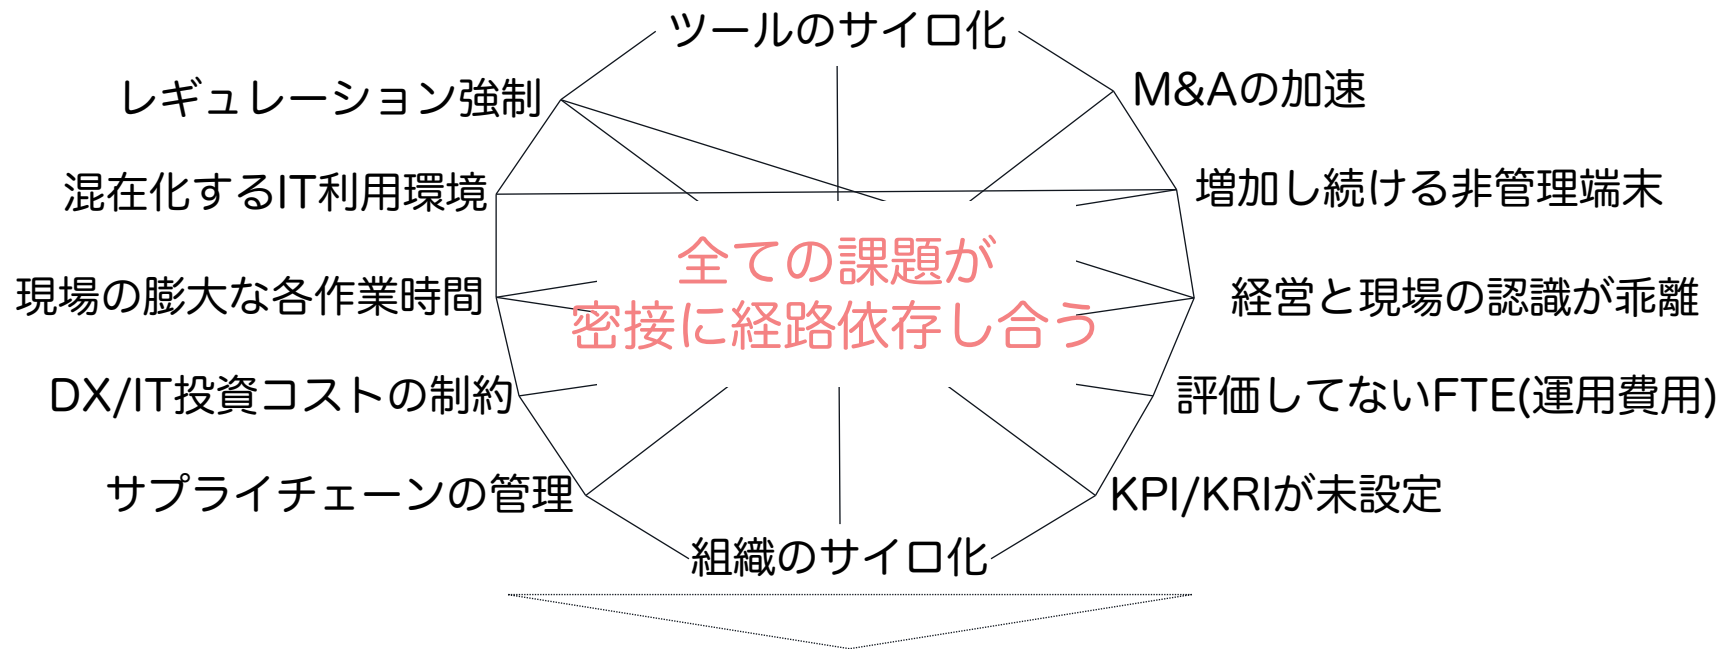 ツールのサイロ化
レギュレーション強制
M&Aの加速
混在化するIT利用環境
増加し続ける非管理端末
全ての課題が
密接に経路依存し合う
現場の膨大な各作業時間
経営と現場の認識が乖離
DX/IT投資コストの制約
評価してないFTE(運用費用)
サプライチェーンの管理
KPI/KRIが未設定
組織のサイロ化